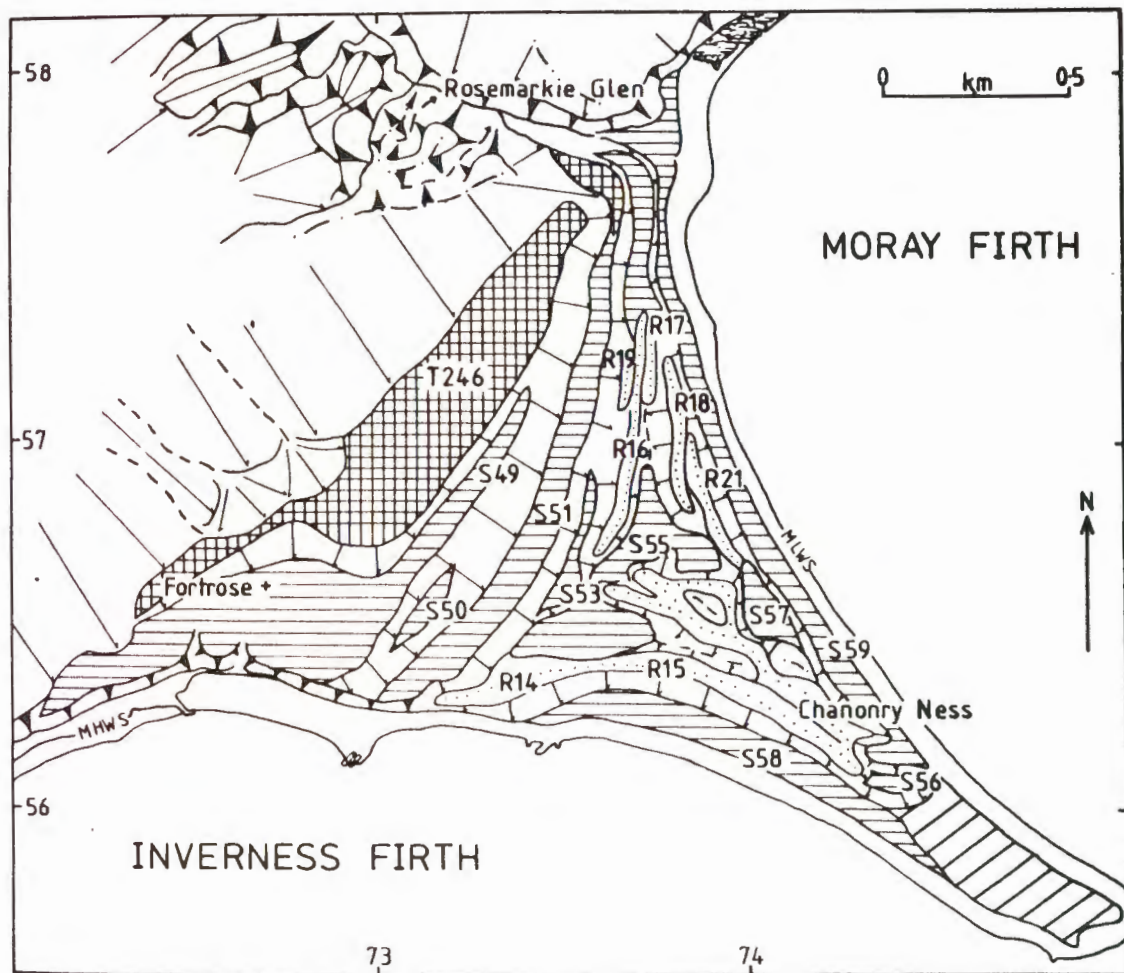 58
Rosemarkie Glen
0 km 0·5
MORAY FIRTH
R17
R19
T246
R18
57
R16
S49
R21
N
S51
MLWS
S55
Fortrose +
S53
S57
S50
S59
R15
R14
Chanonry Ness
MHWS
S58
S56
56
INVERNESS FIRTH
73
74